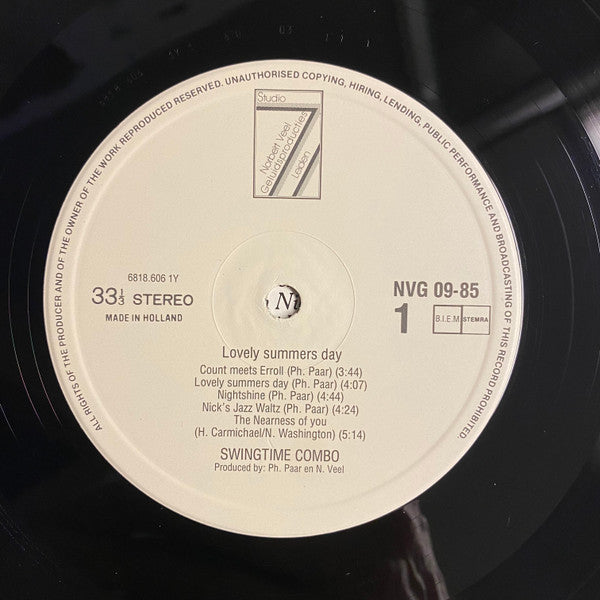 ALL RIGHTS OF THE PRODUCER AND OF THE OWNER OF THE WORK REPRODUCED RESERVED. UNAUTHORISED COPYING, HIRING, LENDING, PUBLIC PERFORMANCE AND BROADCASTING OF THIS RECORD PROHIBITED.
Studio
7
Norbert Veel
Geluidsproducties
Leiden
6818.606 1Y
33⅓ STEREO
MADE IN HOLLAND
NVG 09-85
1
B.I.E.M STEMRA
Lovely summers day
Count meets Erroll (Ph. Paar) (3:44)
Lovely summers day (Ph. Paar) (4:07)
Nightshine (Ph. Paar) (4:44)
Nick's Jazz Waltz (Ph. Paar) (4:24)
The Nearness of you
(H. Carmichael/N. Washington) (5:14)
SWINGTIME COMBO
Produced by: Ph. Paar en N. Veel